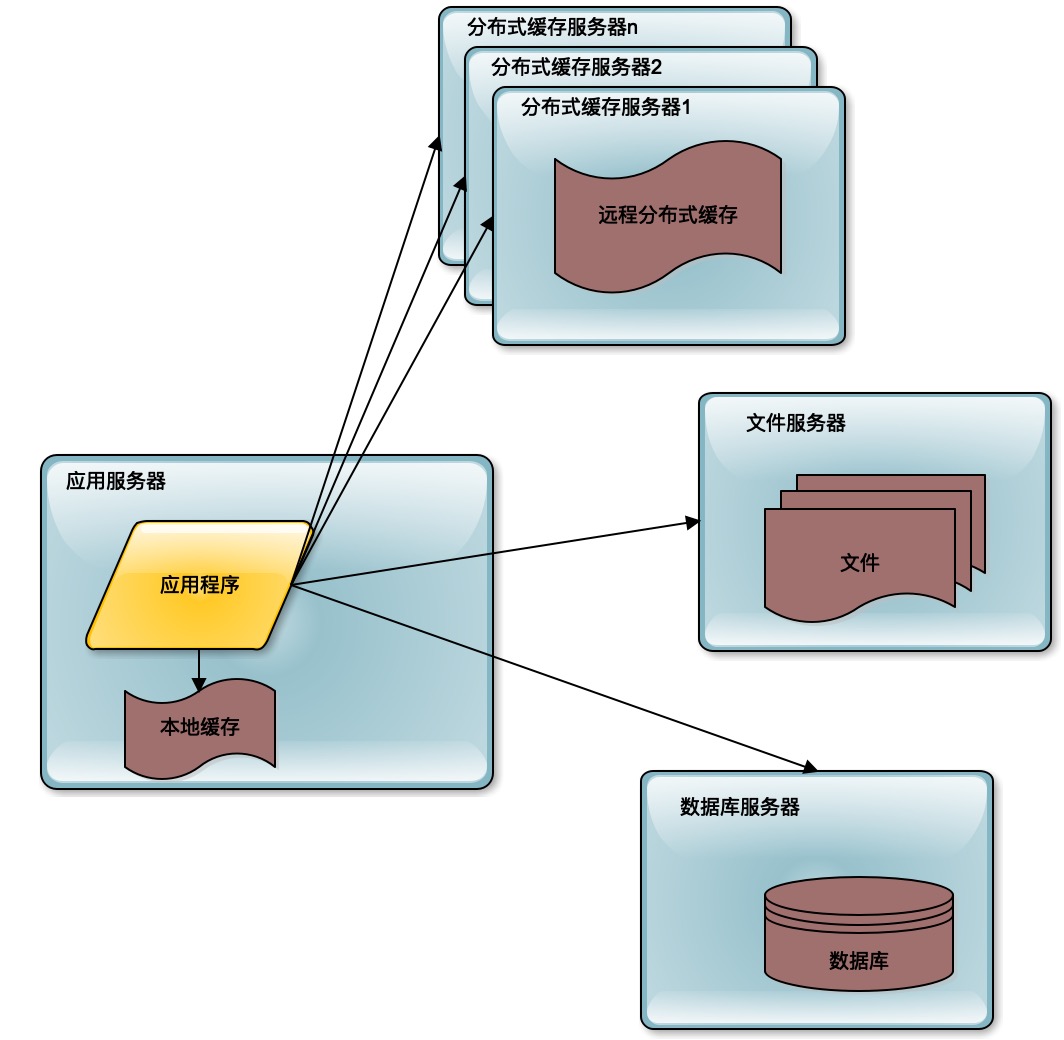 分布式缓存服务器n
分布式缓存服务器2
分布式缓存服务器1
远程分布式缓存
文件服务器
文件
应用服务器
应用程序
本地缓存
数据库服务器
数据库